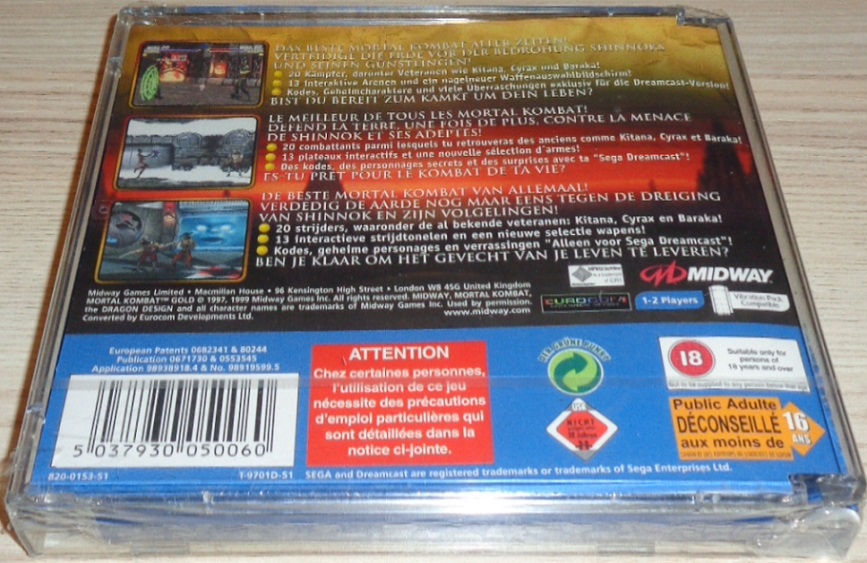 DAS BESTE MORTAL KOMBAT ALLER ZEITEN!
VERTEIDIGE DIE ERDE VOR DER BEDROHUNG SHINNOKS
UND SEINEN GÜNSTLINGEN!
20 Kämpfer, darunter Veteranen wie Kitana, Cyrax und Baraka!
13 interaktive Arenen und ein nagelneuer Waffenauswahlbildschirm!
Kodes, Geheimcharaktere und viele Überraschungen exklusiv für die Dreamcast-Version!
BIST DU BEREIT ZUM KAMKF UM DEIN LEBEN?
LE MEILLEUR DE TOUS LES MORTAL KOMBAT!
DEFEND LA TERRE, UNE FOIS DE PLUS, CONTRE LA MENACE
DE SHINNOK ET SES ADEPTES!
20 combattants parmi lesquels tu retrouveras des anciens comme Kitana, Cyrax et Baraka!
13 plateaux interactifs et une nouvelle sélection d'armes!
Des kodes, des personnages secrets et des surprises avec ta "Sega Dreamcast"!
ES-TU PRET POUR LE KOMBAT DE TA VIE?
DE BESTE MORTAL KOMBAT VAN ALLEMAAL!
VERDEDIG DE AARDE NOG MAAR EENS TEGEN DE DREIGING
VAN SHINNOK EN ZIJN VOLGELINGEN!
20 strijders, waaronder de al bekende veteranen: Kitana, Cyrax en Baraka!
13 interactieve strijdtonelen en een nieuwe selectie wapens!
Kodes, geheime personages en verrassingen "Alleen voor Sega Dreamcast"!
BEN JE KLAAR OM HET GEVECHT VAN JE LEVEN TE LEVEREN?
Midway Games Limited • Macmillan House • 96 Kensington High Street • London W8 4SG United Kingdom
MORTAL KOMBAT™ GOLD © 1997, 1999 Midway Games Inc. All rights reserved. MIDWAY, MORTAL KOMBAT,
the DRAGON DESIGN and all character names are trademarks of Midway Games Inc. Used by permission.
Converted by Eurocom Developments Ltd.
www.midway.com
EUROCOM
MIDWAY
1-2 Players
Vibration Pack
Compatible
European Patents 0682341 & 80244
Publication 0671730 & 0553545
Application 98938918.4 & No. 98919599.5
5 037930 050060
820-0153-51
T-9701D-51
ATTENTION
Chez certaines personnes,
l'utilisation de ce jeu
nécessite des précautions
d'emploi particulières qui
sont détaillées dans la
notice ci-jointe.
DER GRÜNE PUNKT
NICHT
18
Suitable only for
persons of
18 years and over
Not to be supplied to any person below that age
Public Adulte
DÉCONSEILLÉ
aux moins de
16
ANS
SEGA and Dreamcast are registered trademarks or trademarks of Sega Enterprises Ltd.